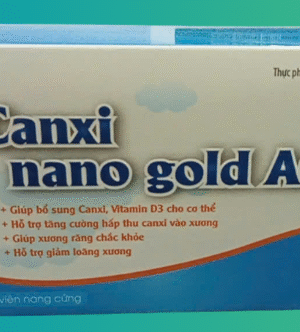 Thực ph
Canxi
nano gold A
+ Giúp bổ sung Canxi, Vitamin D3 cho cơ thể
+ Hỗ trợ tăng cường hấp thu canxi vào xương
+ Giúp xương răng chắc khỏe
+ Hỗ trợ giảm loãng xương
viên nang cứng